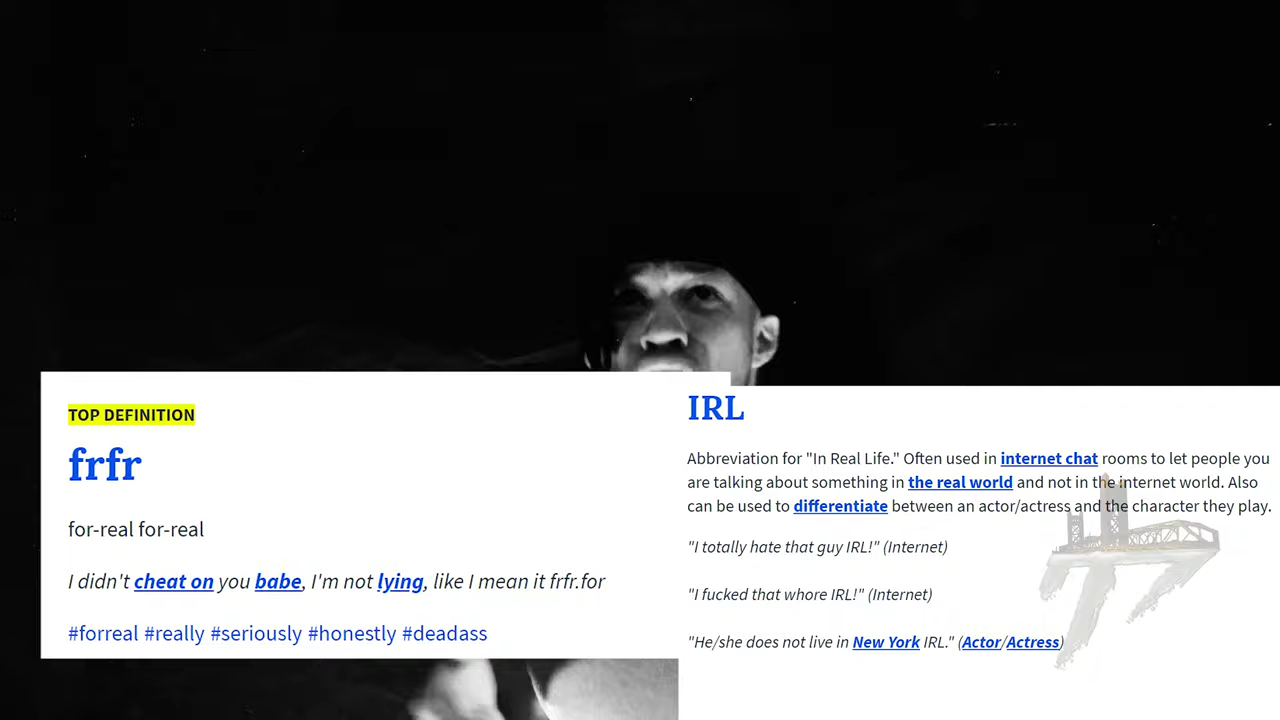 TOP DEFINITION
frfr
for-real for-real
I didn't cheat on you babe, I'm not lying, like I mean it frfr.for
#forreal #really #seriously #honestly #deadass
IRL
Abbreviation for "In Real Life." Often used in internet chat rooms to let people you
are talking about something in the real world and not in the internet world. Also
can be used to differentiate between an actor/actress and the character they play.
"I totally hate that guy IRL!" (Internet)
"I fucked that whore IRL!" (Internet)
"He/she does not live in New York IRL." (Actor/Actress)